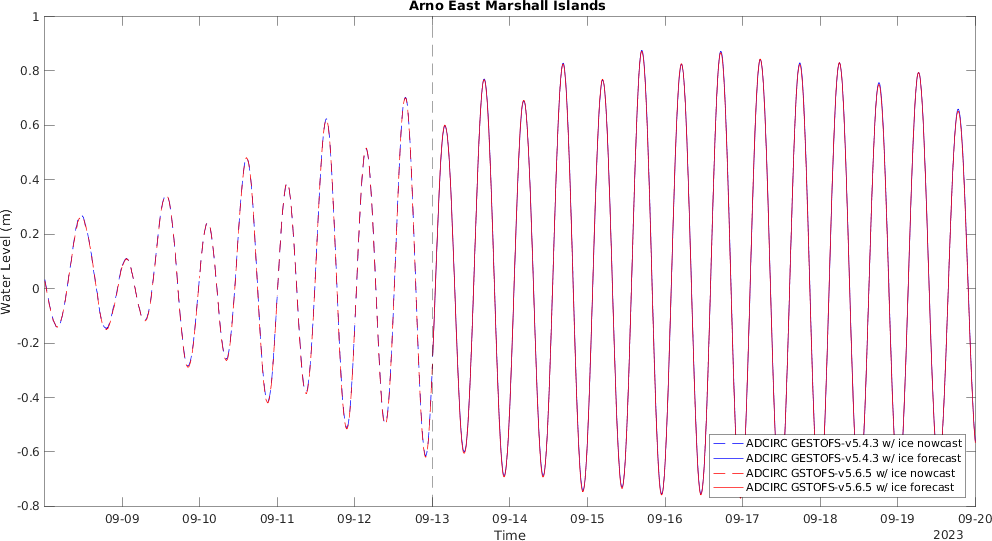 Arno East Marshall Islands
1
0.8
0.6
0.4
0.2
0
-0.2
-0.4
-0.6
-0.8
Water Level (m)
ADCIRC GESTOFS-v5.4.3 w/ ice nowcast
ADCIRC GESTOFS-v5.4.3 w/ ice forecast
ADCIRC GSTOFS-v5.6.5 w/ ice nowcast
ADCIRC GSTOFS-v5.6.5 w/ ice forecast
09-09 09-10 09-11 09-12 09-13 09-14 09-15 09-16 09-17 09-18 09-19 09-20
Time
2023